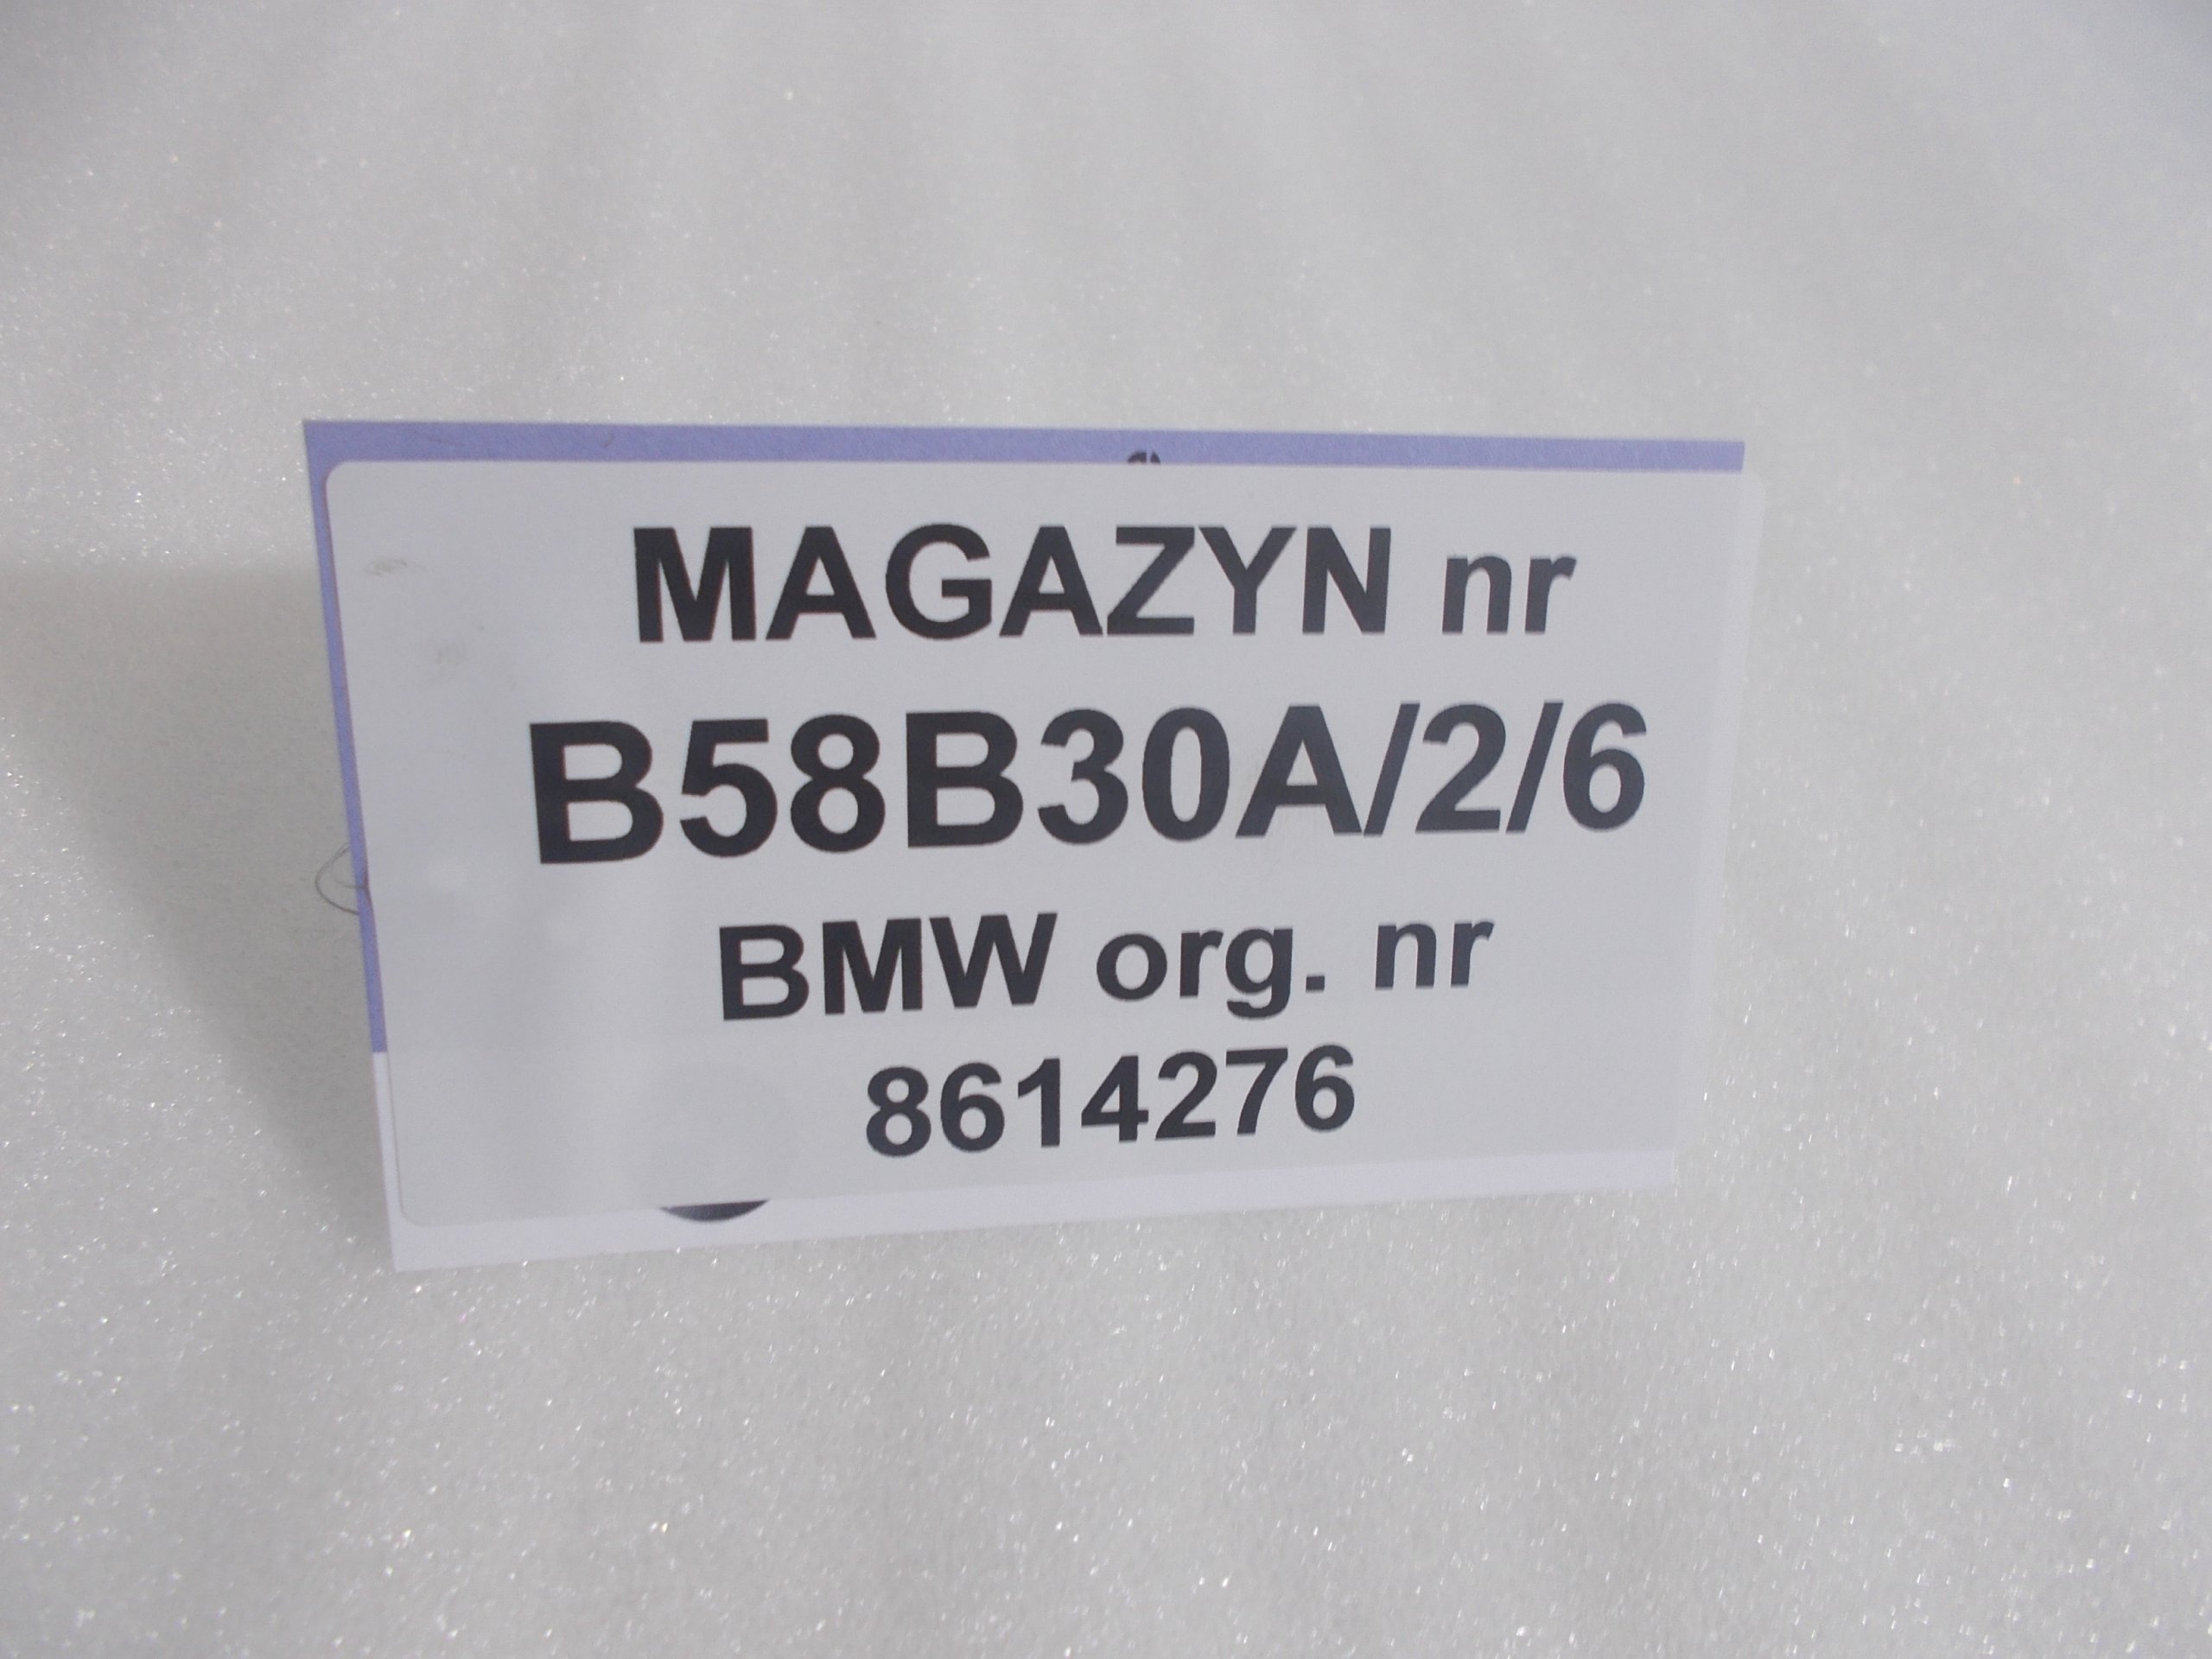 MAGAZYN nr
B58B30A/2/6
BMW org. nr
8614276